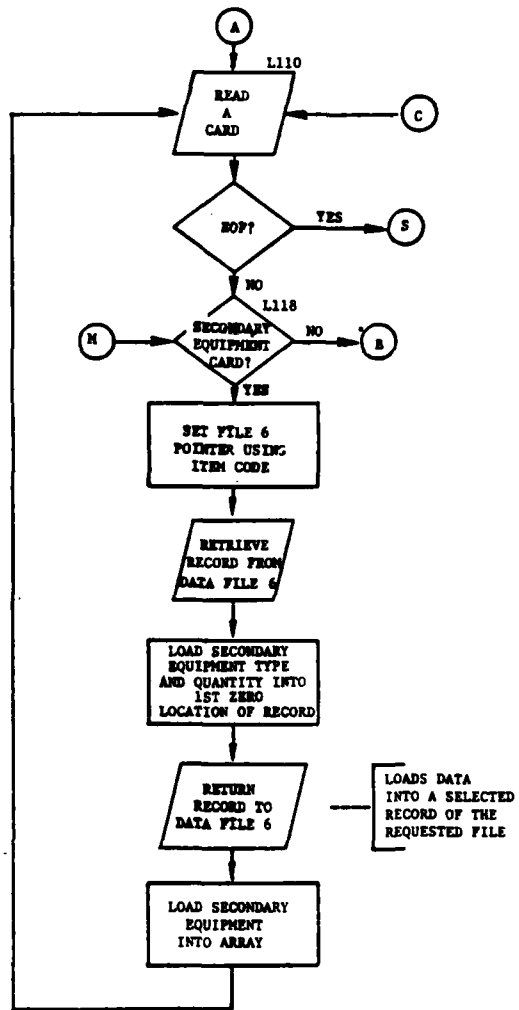 A
L110
READ
A
CARD
C
EOF?
YES
S
NO
L118
M
SECONDARY
EQUIPMENT
CARD?
NO
B
YES
SET FILE 6
POINTER USING
ITEM CODE
RETRIEVE
RECORD FROM
DATA FILE 6
LOAD SECONDARY
EQUIPMENT TYPE
AND QUANTITY INTO
1ST ZERO
LOCATION OF RECORD
RETURN
RECORD TO
DATA FILE 6
LOADS DATA
INTO A SELECTED
RECORD OF THE
REQUESTED FILE
LOAD SECONDARY
EQUIPMENT
INTO ARRAY